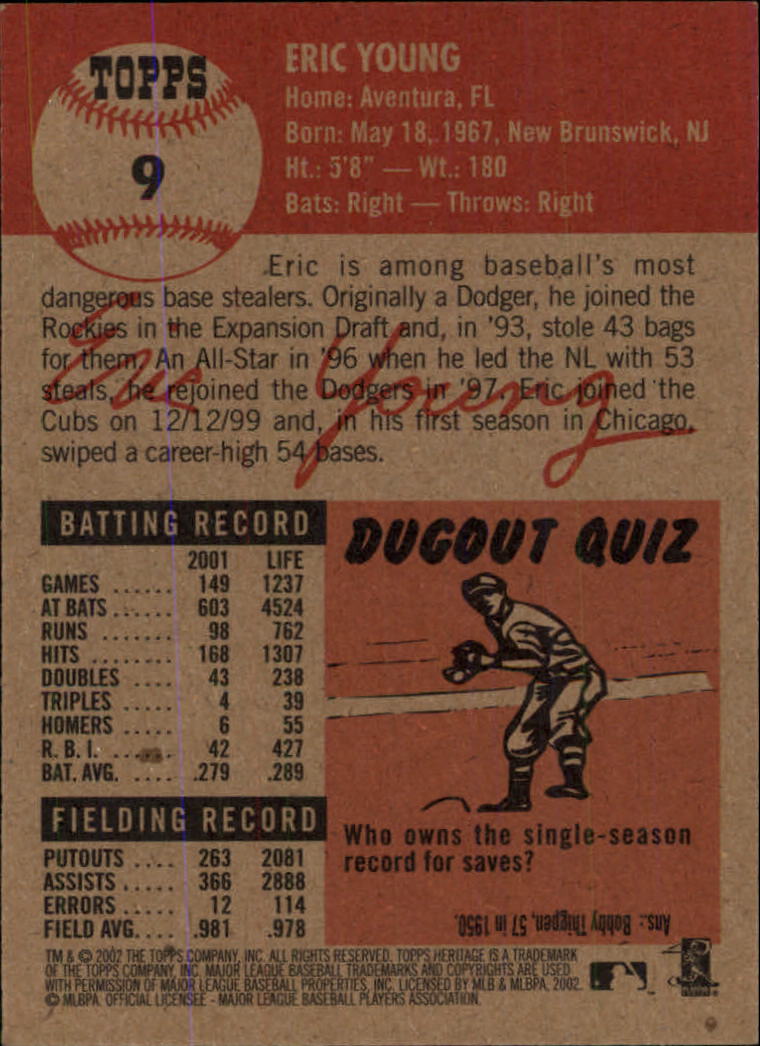 TOPPS
9
ERIC YOUNG
Home: Aventura, FL
Born: May 18, 1967, New Brunswick, NJ
Ht.: 5'8" — Wt.: 180
Bats: Right — Throws: Right
Eric is among baseball's most
dangerous base stealers. Originally a Dodger, he joined the
Rockies in the Expansion Draft and, in '93, stole 43 bags
for them. An All-Star in '96 when he led the NL with 53
steals, he rejoined the Dodgers in '97. Eric joined the
Cubs on 12/12/99 and, in his first season in Chicago,
swiped a career-high 54 bases.
Eric Young
BATTING RECORD
2001 LIFE
GAMES ...... 149 1237
AT BATS ...... 603 4524
RUNS ....... 98 762
HITS ........ 168 1307
DOUBLES .... 43 238
TRIPLES ..... 4 39
HOMERS ..... 6 55
R. B. I. ...... 42 427
BAT. AVG. .... .279 .289
FIELDING RECORD
PUTOUTS .... 263 2081
ASSISTS ..... 366 2888
ERRORS ..... 12 114
FIELD AVG. ... .981 .978
DUGOUT QUIZ
Who owns the single-season
record for saves?
Ans.: Bobby Thigpen, 57 in 1950.
TM & © 2002 THE TOPPS COMPANY, INC. ALL RIGHTS RESERVED. TOPPS HERITAGE IS A TRADEMARK
OF THE TOPPS COMPANY, INC. MAJOR LEAGUE BASEBALL TRADEMARKS AND COPYRIGHTS ARE USED
WITH PERMISSION OF MAJOR LEAGUE BASEBALL PROPERTIES, INC. LICENSED BY MLB & MLBPA, 2002.
© MLBPA. OFFICIAL LICENSEE - MAJOR LEAGUE BASEBALL PLAYERS ASSOCIATION.